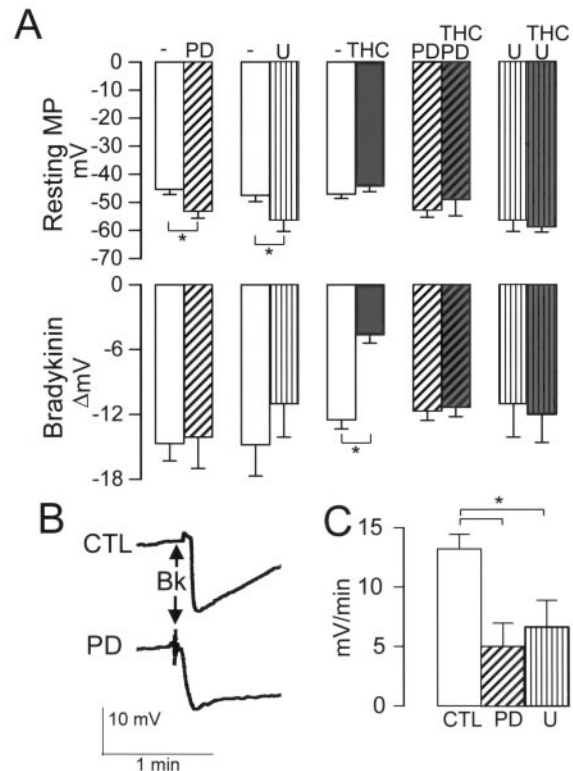 A
- PD - U - THC PD THC PD U THC U
0
-10
-20
-30
-40
-50
-60
-70
Resting MP
mV
* *
0
-6
-12
-18
Bradykinin
ΔmV
*
B
CTL
Bk
PD
10 mV
1 min
C
*
15
10
5
0
mV/min
CTL PD U